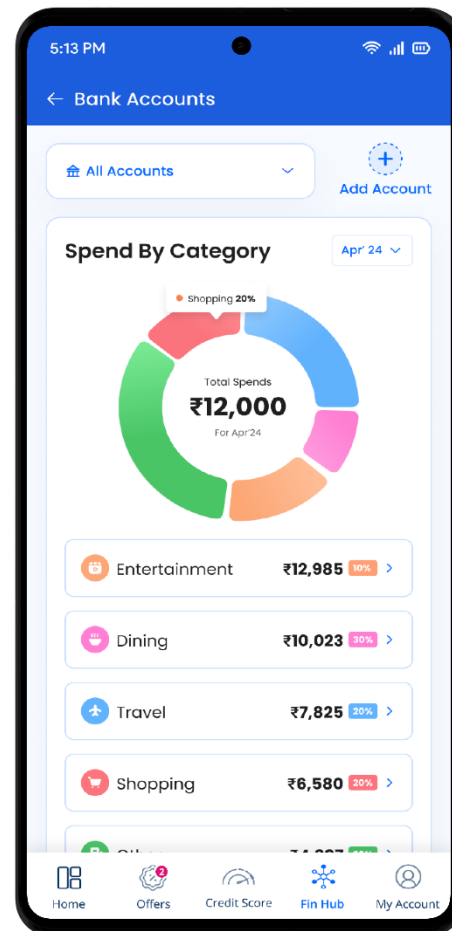 5:13 PM
Bank Accounts
All Accounts
Add Account
Spend By Category
Apr' 24
Shopping 20%
Total Spends
₹12,000
For Apr'24
Entertainment ₹12,985 10%
Dining ₹10,023 30%
Travel ₹7,825 20%
Shopping ₹6,580 20%
2
Home Offers Credit Score Fin Hub My Account